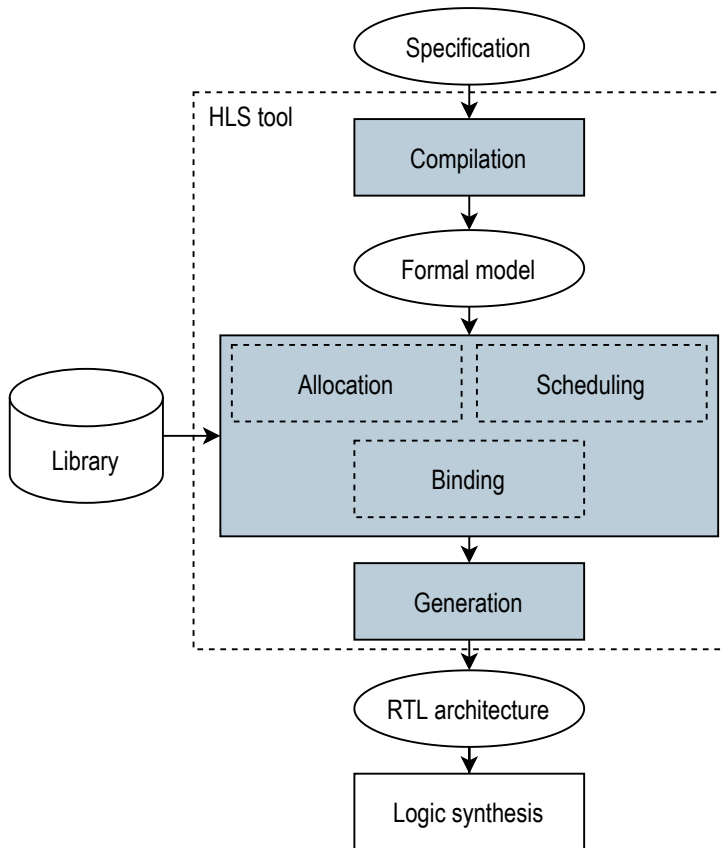 Specification
HLS tool
Compilation
Formal model
Allocation
Scheduling
Library
Binding
Generation
RTL architecture
Logic synthesis